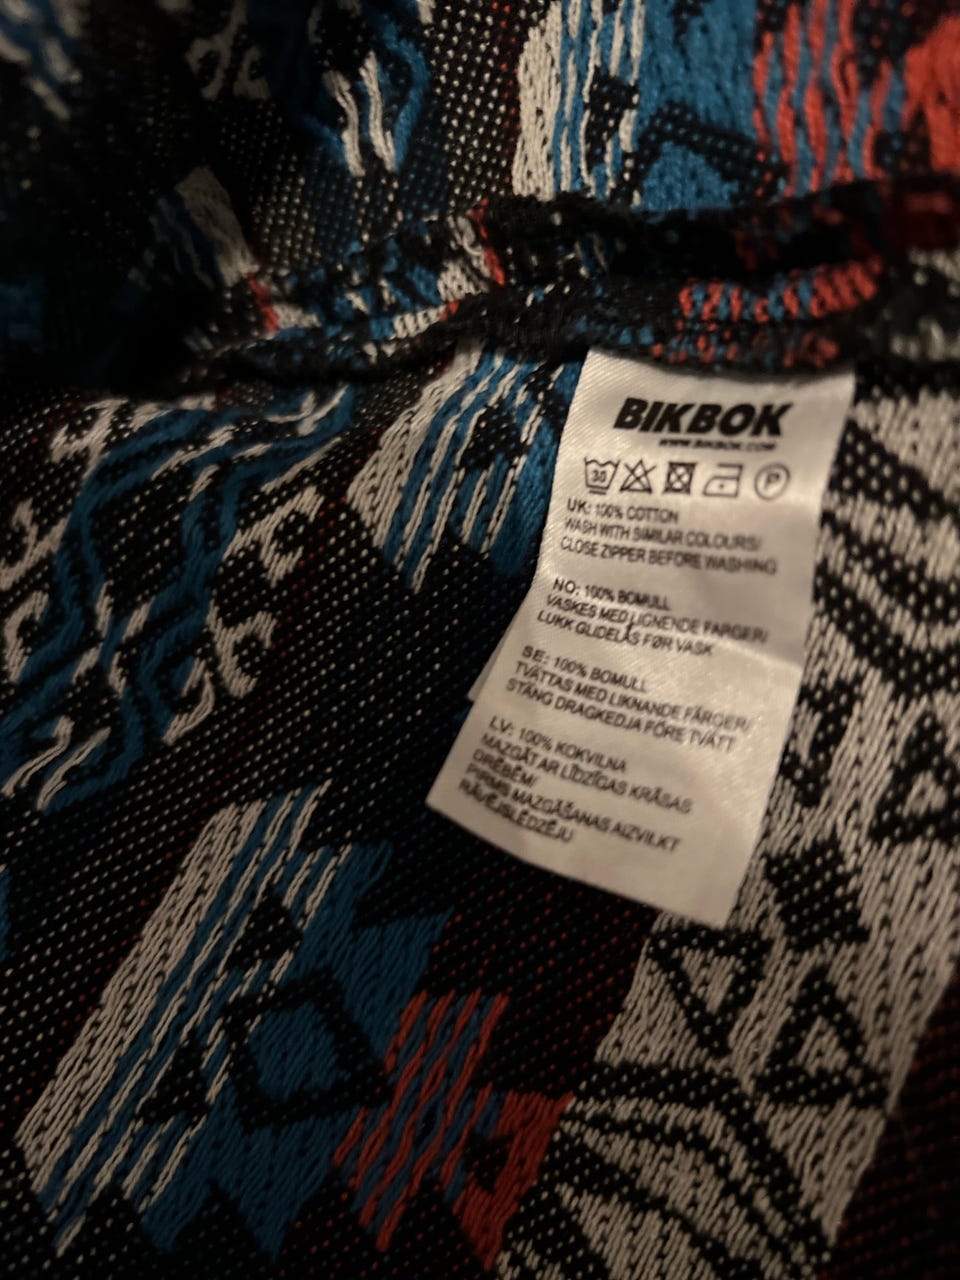 BIKBOK
WWW.BIKBOK.COM
30 P
UK: 100% COTTON
WASH WITH SIMILAR COLOURS/
CLOSE ZIPPER BEFORE WASHING
NO: 100% BOMULL
VASKES MED LIGNENDE FARGER/
LUKK GLIDELÅS FØR VASK
SE: 100% BOMULL
TVÄTTAS MED LIKNANDE FÄRGER/
STÄNG DRAGKEDJA FÖRE TVÄTT
LV: 100% KOKVILNA
MAZGĀT AR LĪDZĪGAS KRĀSAS
DRĒBĒM/
PIRMS MAZGĀŠANAS AIZVILKT
RĀVĒJSLĒDZĒJU